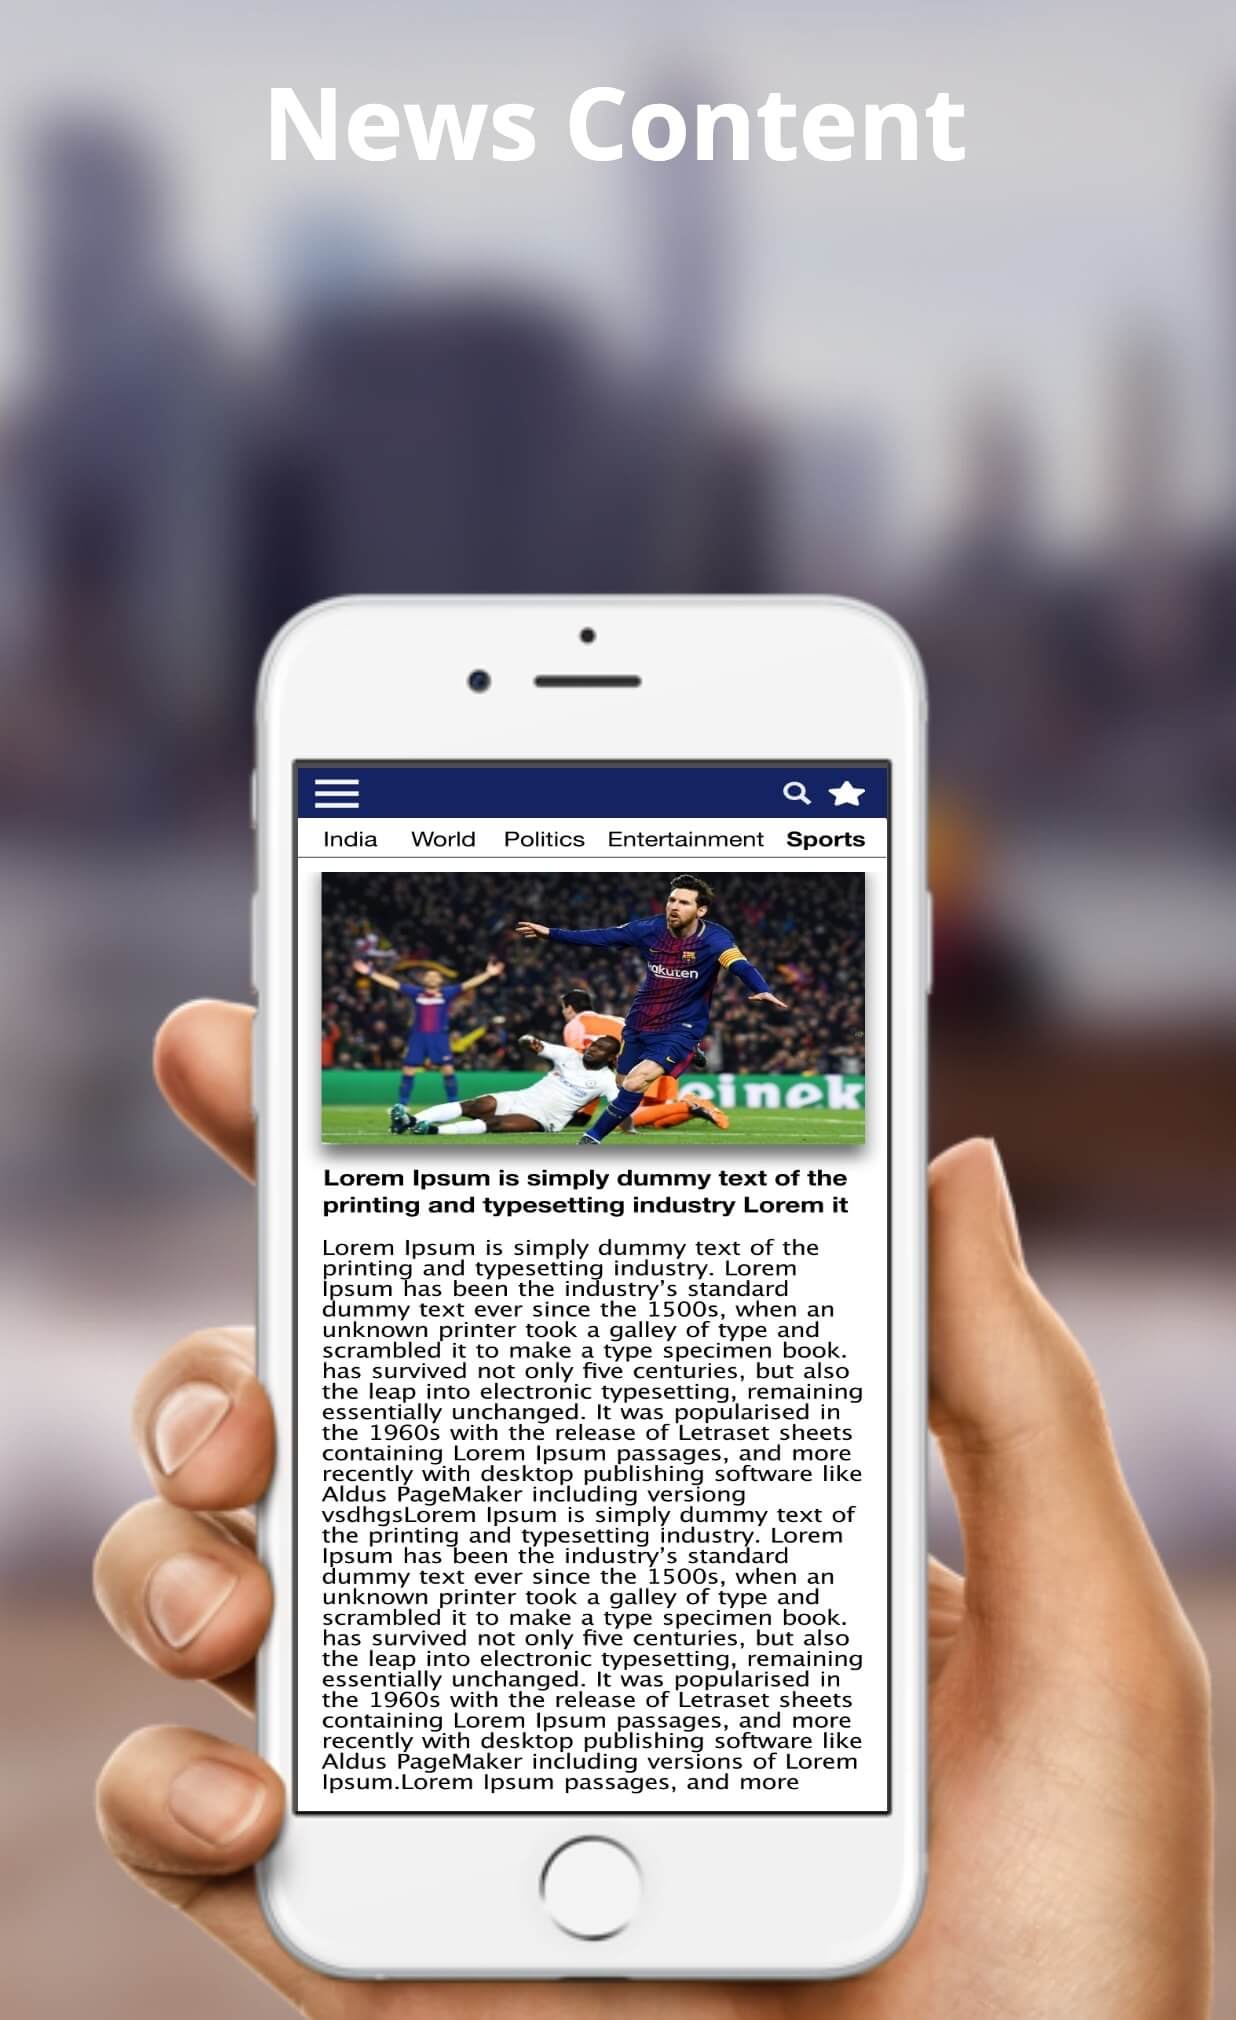 News Content
India World Politics Entertainment Sports
Rakuten
einek
Lorem Ipsum is simply dummy text of the
printing and typesetting industry Lorem it
Lorem Ipsum is simply dummy text of the
printing and typesetting industry. Lorem
Ipsum has been the industry’s standard
dummy text ever since the 1500s, when an
unknown printer took a galley of type and
scrambled it to make a type specimen book.
has survived not only five centuries, but also
the leap into electronic typesetting, remaining
essentially unchanged. It was popularised in
the 1960s with the release of Letraset sheets
containing Lorem Ipsum passages, and more
recently with desktop publishing software like
Aldus PageMaker including versiong
vsdhgsLorem Ipsum is simply dummy text of
the printing and typesetting industry. Lorem
Ipsum has been the industry’s standard
dummy text ever since the 1500s, when an
unknown printer took a galley of type and
scrambled it to make a type specimen book.
has survived not only five centuries, but also
the leap into electronic typesetting, remaining
essentially unchanged. It was popularised in
the 1960s with the release of Letraset sheets
containing Lorem Ipsum passages, and more
recently with desktop publishing software like
Aldus PageMaker including versions of Lorem
Ipsum.Lorem Ipsum passages, and more